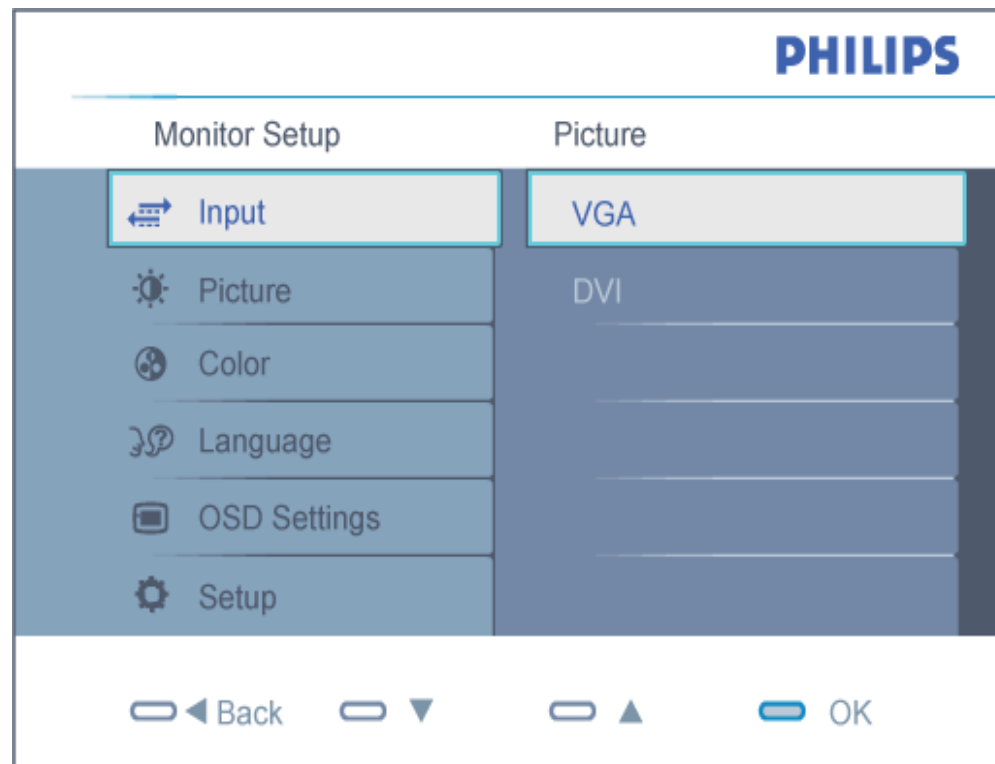 PHILIPS
Monitor Setup Picture
Input VGA
Picture DVI
Color
Language
OSD Settings
Setup
Back OK